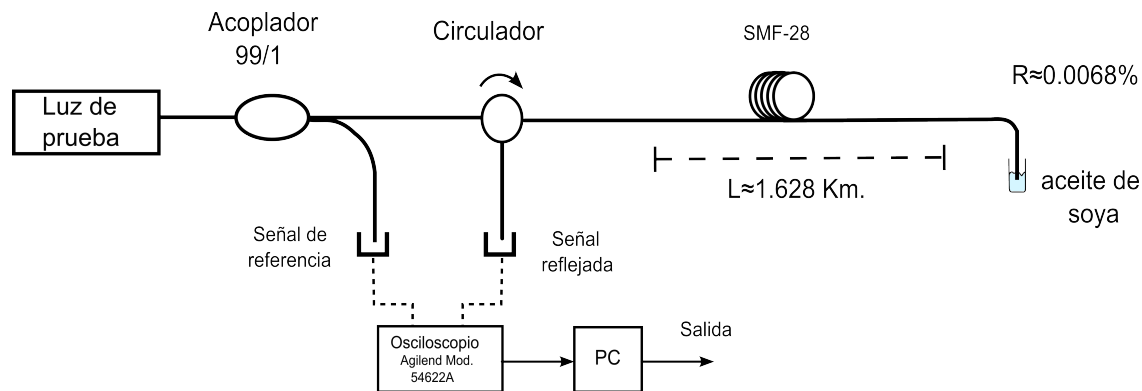 Acoplador
99/1
Circulador
SMF-28
R≈0.0068%
Luz de
prueba
L≈1.628 Km.
aceite de
soya
Señal de
referencia
Señal
reflejada
Osciloscopio
Agilend Mod.
54622A
PC
Salida